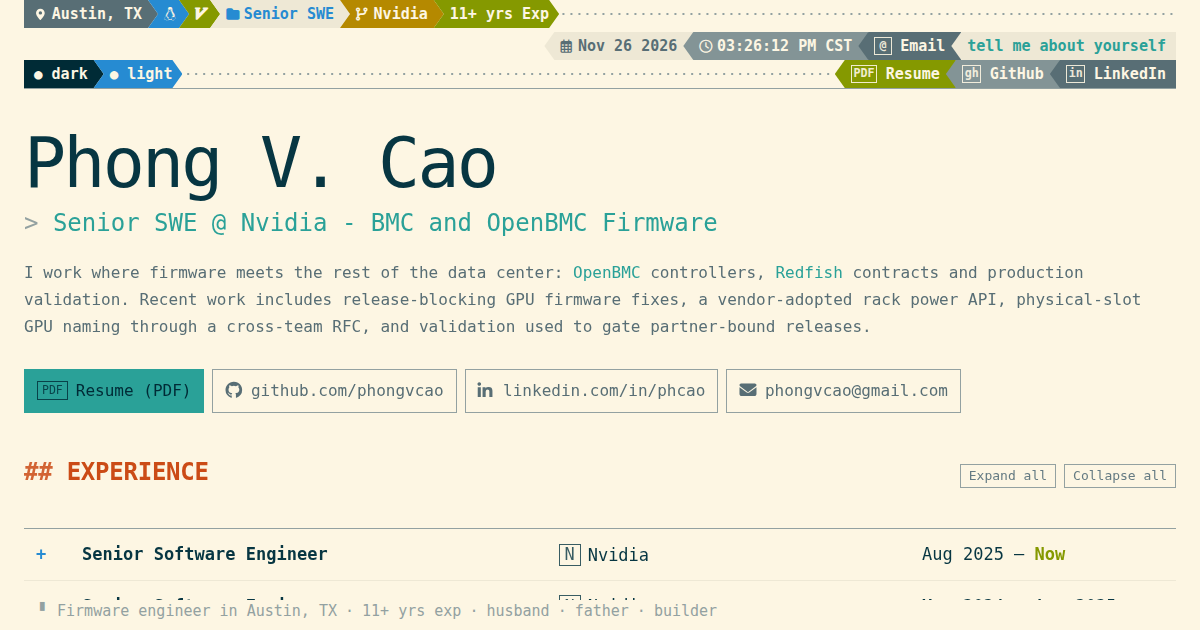 Austin, TX Senior SWE Nvidia 11+ yrs Exp
Nov 26 2026 03:26:12 PM CST @ Email tell me about yourself
● dark ● light PDF Resume gh GitHub in LinkedIn
Phong V. Cao
> Senior SWE @ Nvidia - BMC and OpenBMC Firmware
I work where firmware meets the rest of the data center: OpenBMC controllers, Redfish contracts and production
validation. Recent work includes release-blocking GPU firmware fixes, a vendor-adopted rack power API, physical-slot
GPU naming through a cross-team RFC, and validation used to gate partner-bound releases.
PDF Resume (PDF) github.com/phongvcao linkedin.com/in/phcao phongvcao@gmail.com
## EXPERIENCE Expand all Collapse all
+ Senior Software Engineer N Nvidia Aug 2025 — Now
Firmware engineer in Austin, TX · 11+ yrs exp · husband · father · builder